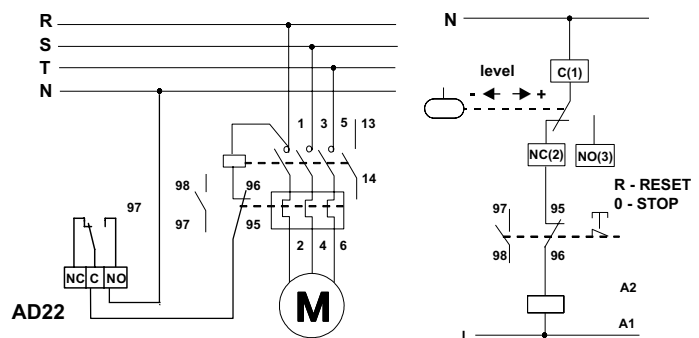 R
S
T
N
1 3 5 13
14
98 96
97 97 95
2 4 6
NC C NO
AD22
M
N
C(1)
level
- +
NC(2) NO(3)
R - RESET
0 - STOP
97 95
98 96
A2
A1